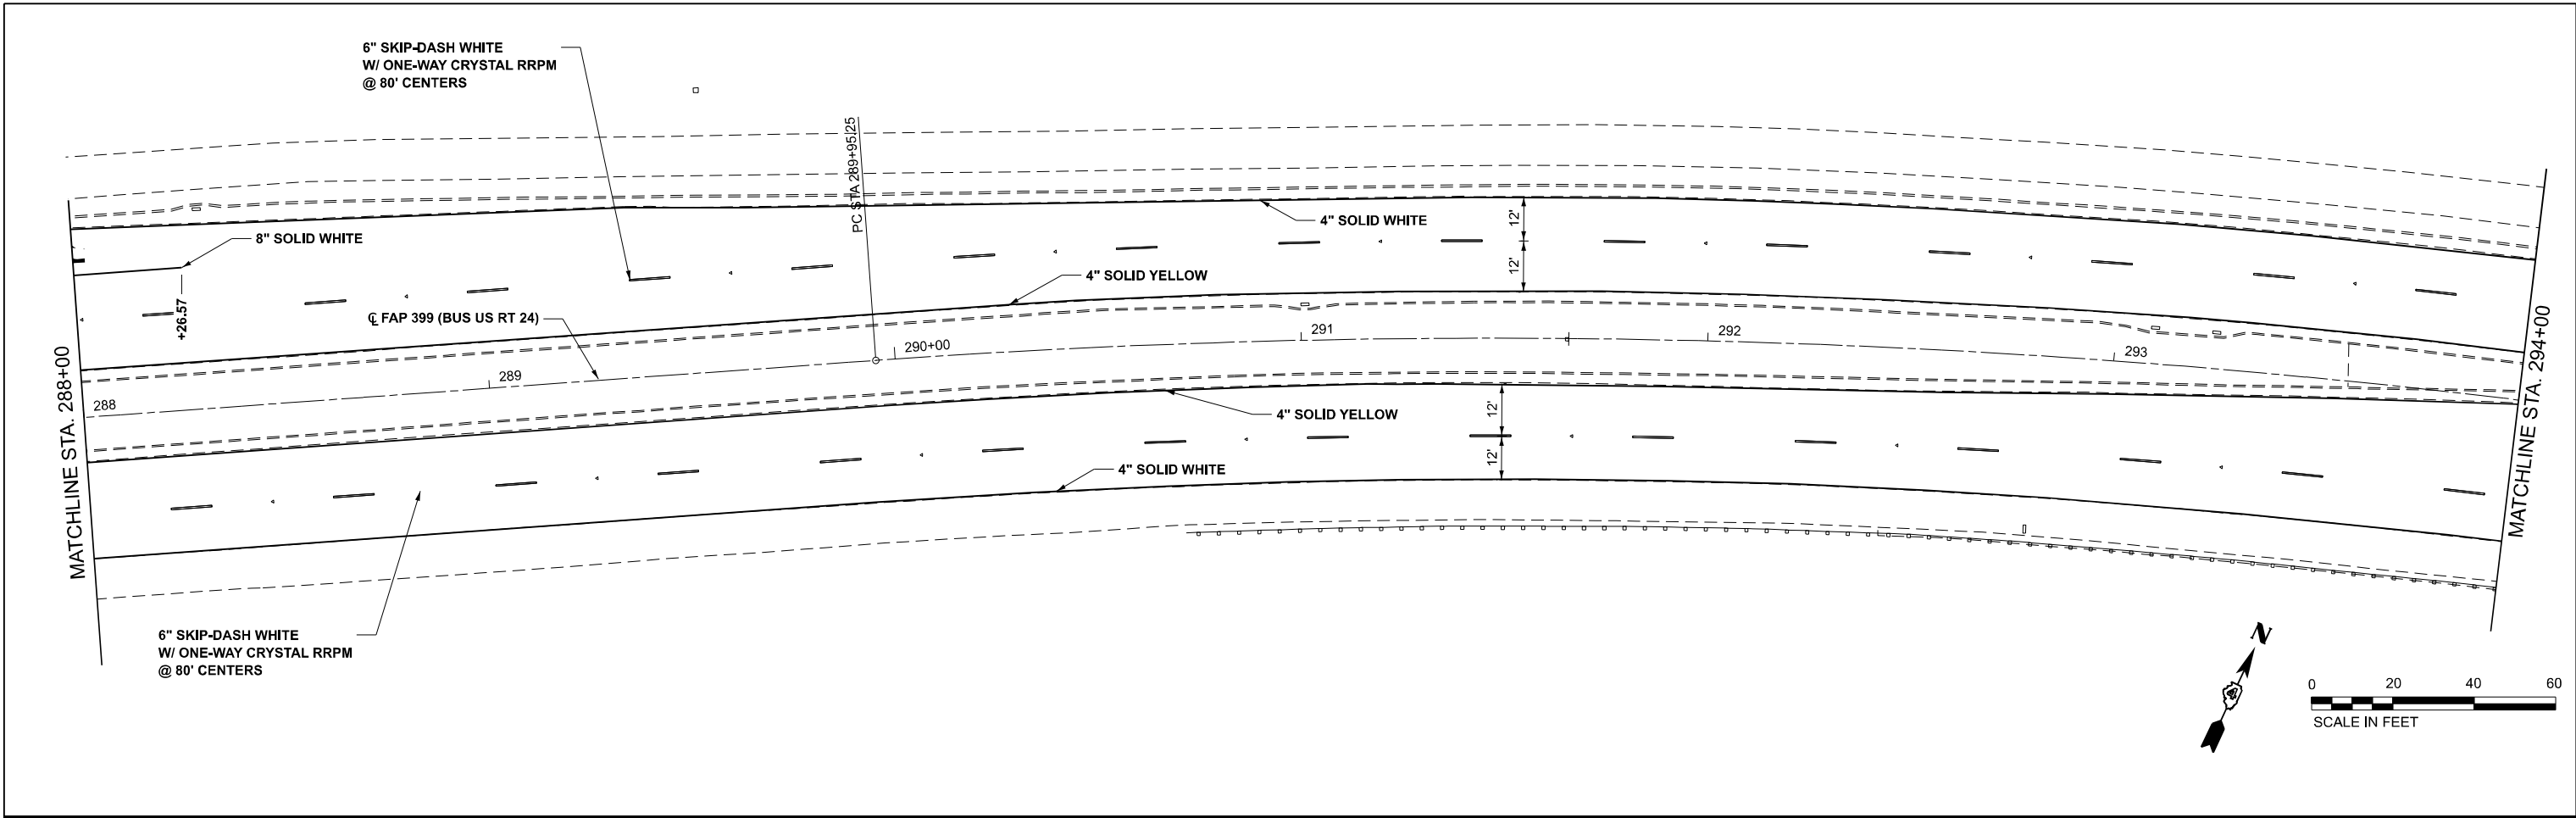 6" SKIP-DASH WHITE
W/ ONE-WAY CRYSTAL RRPM
@ 80' CENTERS
PC STA 289+95.25
4" SOLID WHITE
12'
12'
8" SOLID WHITE
4" SOLID YELLOW
+26.57
℄ FAP 399 (BUS US RT 24)
288
289
290+00
291
292
293
MATCHLINE STA. 288+00
MATCHLINE STA. 294+00
4" SOLID YELLOW
12'
12'
4" SOLID WHITE
6" SKIP-DASH WHITE
W/ ONE-WAY CRYSTAL RRPM
@ 80' CENTERS
N
4
0 20 40 60
SCALE IN FEET